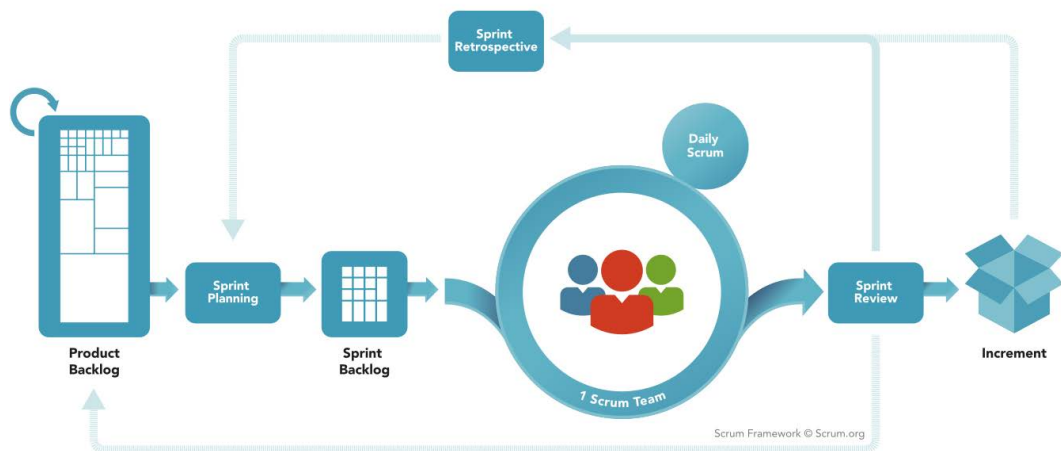 Sprint
Retrospective
Daily
Scrum
Sprint
Planning
Sprint
Review
Product
Backlog
Sprint
Backlog
Increment
1 Scrum Team
Scrum Framework © Scrum.org